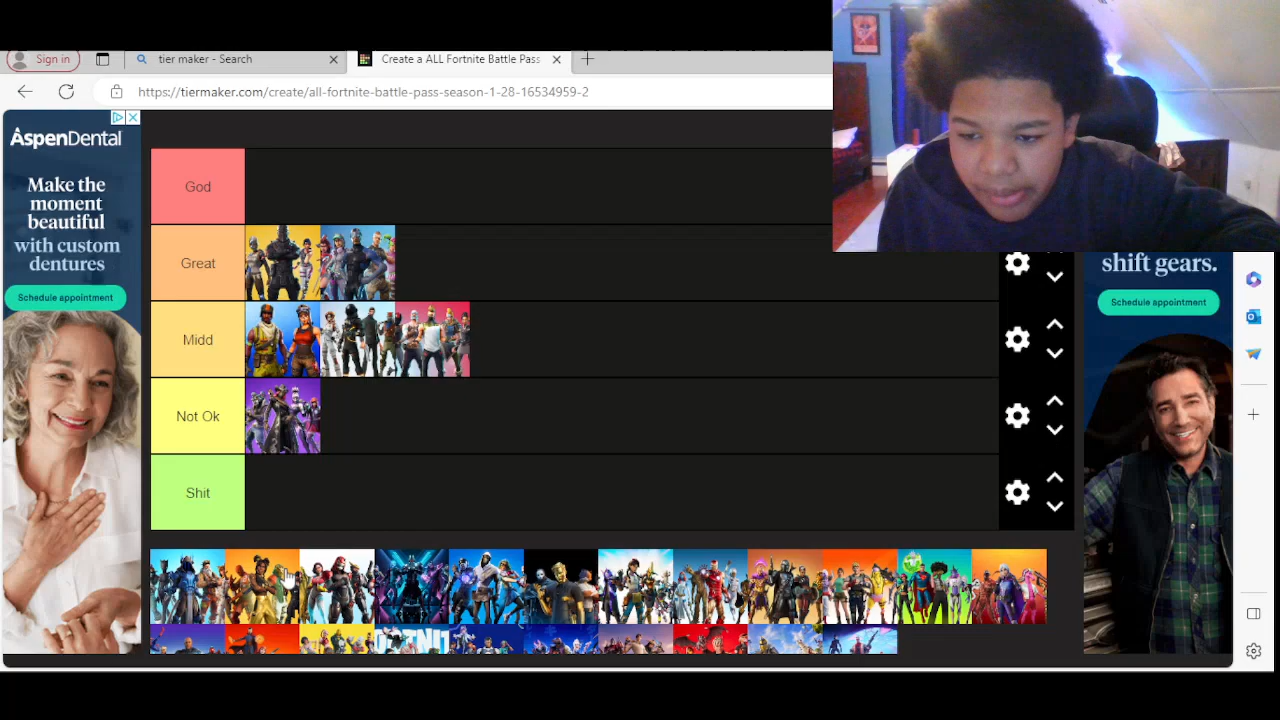 Sign in
tier maker - Search
Create a ALL Fortnite Battle Pass
https://tiermaker.com/create/all-fortnite-battle-pass-season-1-28-16534959-2
AspenDental
Make the
moment
beautiful
with custom
dentures
Schedule appointment
God
Great
Midd
Not Ok
Shit
shift gears.
Schedule appointment